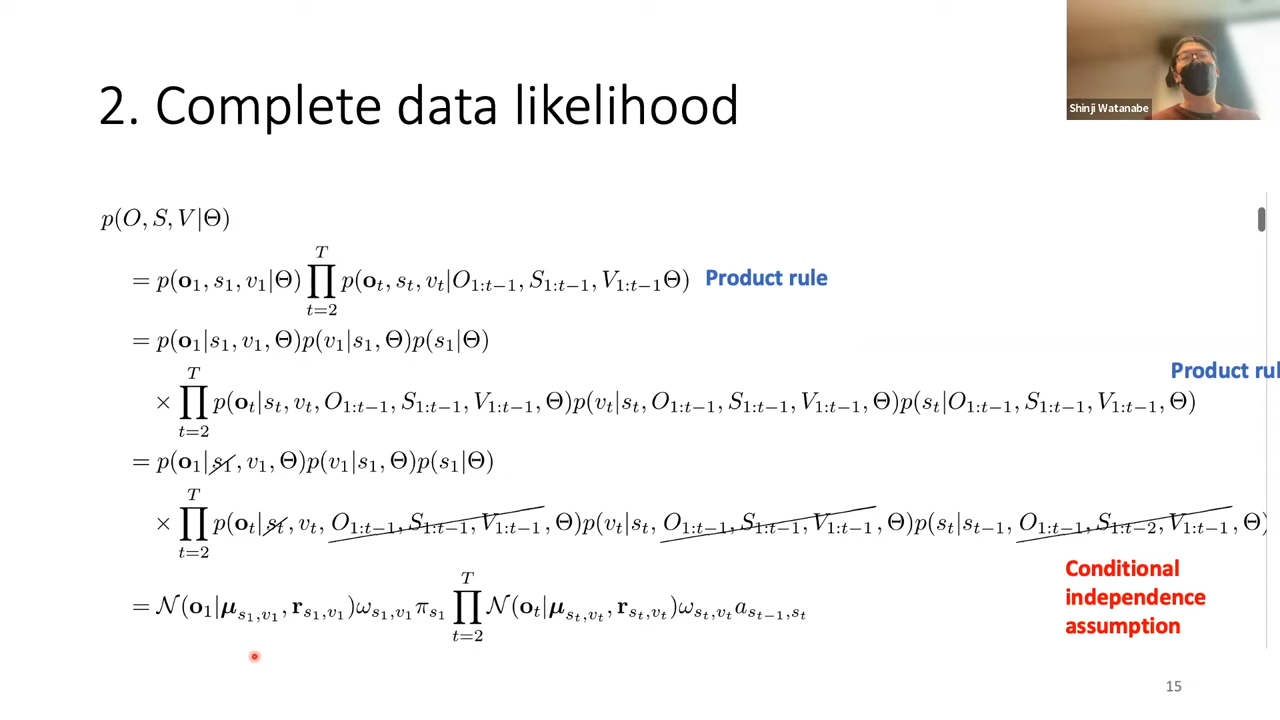 Shinji Watanabe
2. Complete data likelihood
p(O, S, V|Θ)
= p(o₁, s₁, v₁|Θ) ∏_{t=2}^{T} p(o_t, s_t, v_t|O_{1:t−1}, S_{1:t−1}, V_{1:t−1}Θ) Product rule
= p(o₁|s₁, v₁, Θ)p(v₁|s₁, Θ)p(s₁|Θ)
Product rul
× ∏_{t=2}^{T} p(o_t|s_t, v_t, O_{1:t−1}, S_{1:t−1}, V_{1:t−1}, Θ)p(v_t|s_t, O_{1:t−1}, S_{1:t−1}, V_{1:t−1}, Θ)p(s_t|O_{1:t−1}, S_{1:t−1}, V_{1:t−1}, Θ)
= p(o₁|s₁, v₁, Θ)p(v₁|s₁, Θ)p(s₁|Θ)
× ∏_{t=2}^{T} p(o_t|s_t, v_t, O_{1:t−1}, S_{1:t−1}, V_{1:t−1}, Θ)p(v_t|s_t, O_{1:t−1}, S_{1:t−1}, V_{1:t−1}, Θ)p(s_t|s_{t−1}, O_{1:t−1}, S_{1:t−2}, V_{1:t−1}, Θ)
Conditional
independence
assumption
= N(o₁|μ_{s₁,v₁}, r_{s₁,v₁})ω_{s₁,v₁}π_{s₁} ∏_{t=2}^{T} N(o_t|μ_{s_t,v_t}, r_{s_t,v_t})ω_{s_t,v_t}a_{s_{t−1},s_t}
15